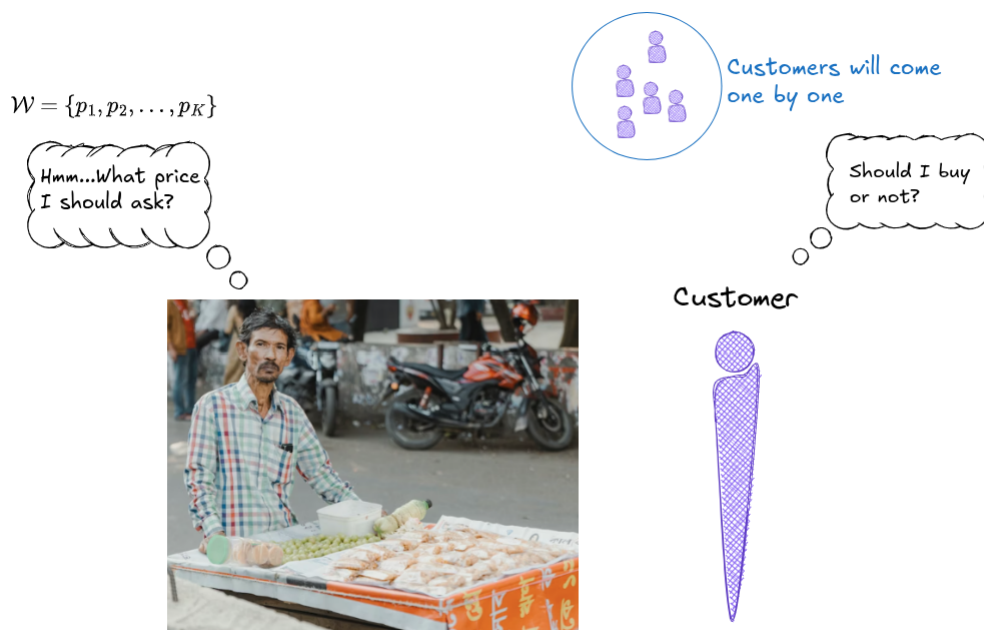 Customers will come
one by one
𝒲 = {p₁, p₂, . . . , p_K}
Hmm...What price
I should ask?
Should I buy
or not?
Customer